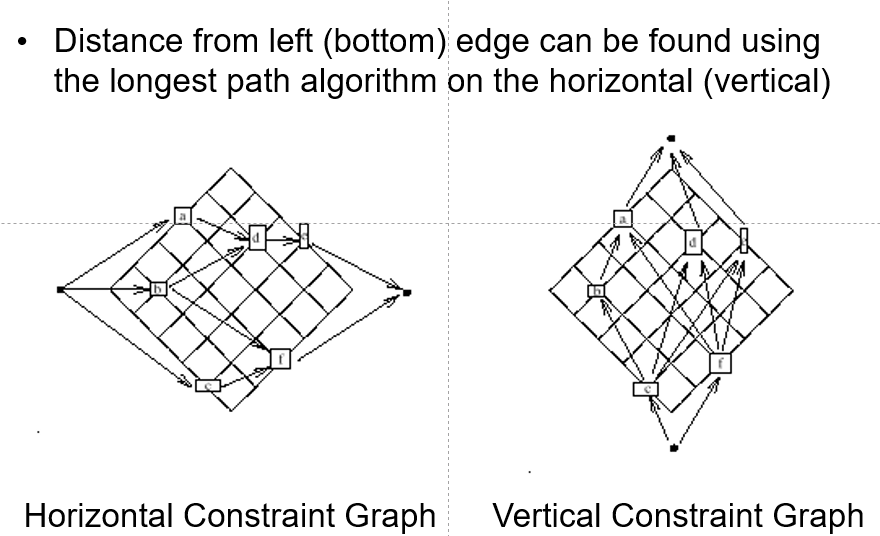 • Distance from left (bottom) edge can be found using
the longest path algorithm on the horizontal (vertical)
a
d
e
b
c
f
a
d
b
f
c
Horizontal Constraint Graph
Vertical Constraint Graph